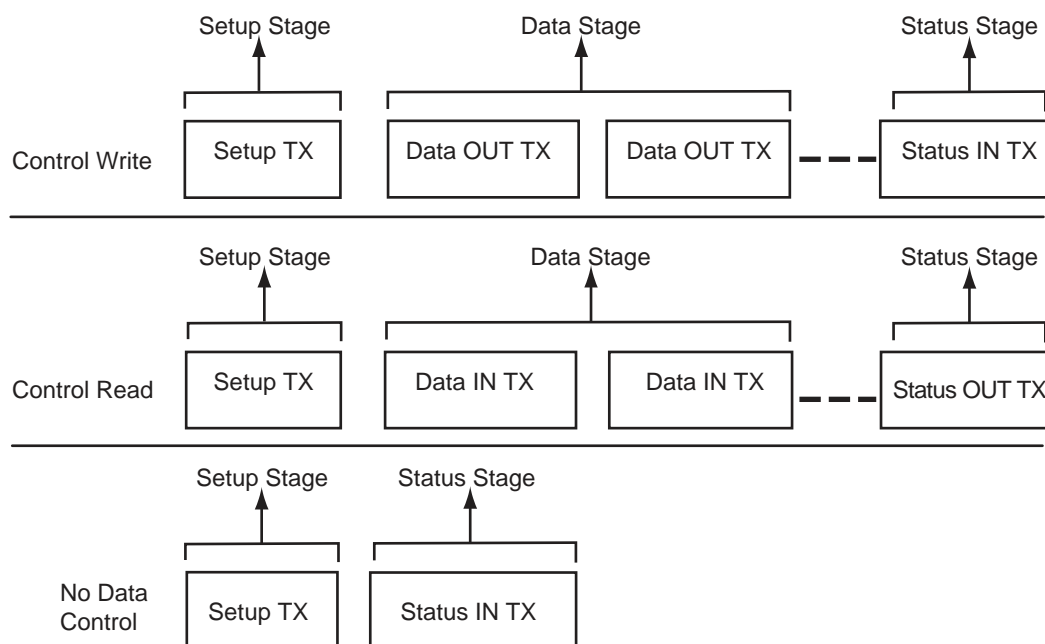 Setup Stage Data Stage Status Stage
Control Write Setup TX Data OUT TX Data OUT TX Status IN TX
Setup Stage Data Stage Status Stage
Control Read Setup TX Data IN TX Data IN TX Status OUT TX
Setup Stage Status Stage
No Data
Control
Setup TX Status IN TX